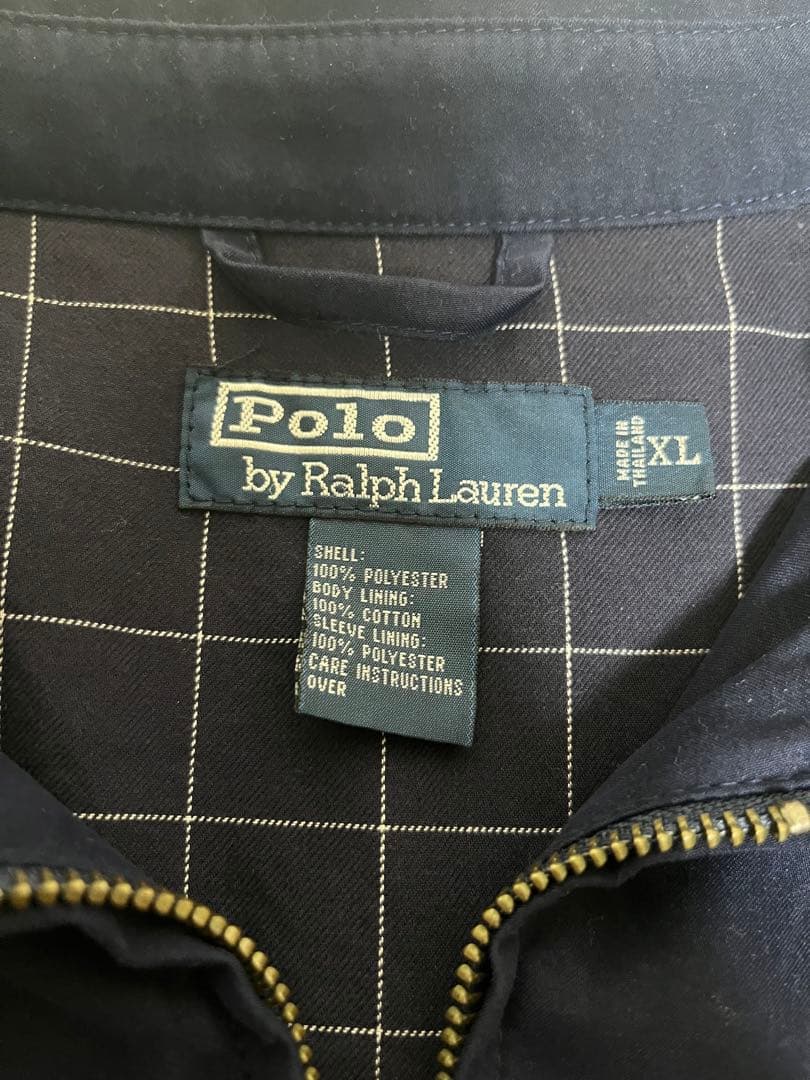 Polo
by Ralph Lauren
MADE IN
THAILAND
XL
SHELL:
100% POLYESTER
BODY LINING:
100% COTTON
SLEEVE LINING:
100% POLYESTER
CARE INSTRUCTIONS
OVER